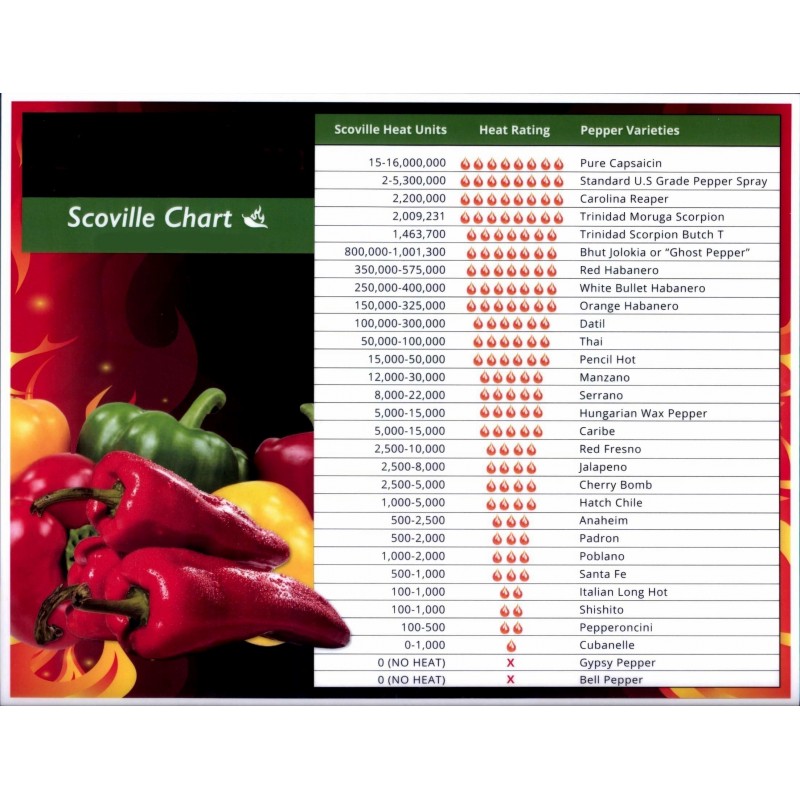 Scoville Chart
Scoville Heat Units Heat Rating Pepper Varieties
15-16,000,000 Pure Capsaicin
2-5,300,000 Standard U.S Grade Pepper Spray
2,200,000 Carolina Reaper
2,009,231 Trinidad Moruga Scorpion
1,463,700 Trinidad Scorpion Butch T
800,000-1,001,300 Bhut Jolokia or “Ghost Pepper”
350,000-575,000 Red Habanero
250,000-400,000 White Bullet Habanero
150,000-325,000 Orange Habanero
100,000-300,000 Datil
50,000-100,000 Thai
15,000-50,000 Pencil Hot
12,000-30,000 Manzano
8,000-22,000 Serrano
5,000-15,000 Hungarian Wax Pepper
5,000-15,000 Caribe
2,500-10,000 Red Fresno
2,500-8,000 Jalapeno
2,500-5,000 Cherry Bomb
1,000-5,000 Hatch Chile
500-2,500 Anaheim
500-2,000 Padron
1,000-2,000 Poblano
500-1,000 Santa Fe
100-1,000 Italian Long Hot
100-1,000 Shishito
100-500 Pepperoncini
0-1,000 Cubanelle
0 (NO HEAT) X Gypsy Pepper
0 (NO HEAT) X Bell Pepper